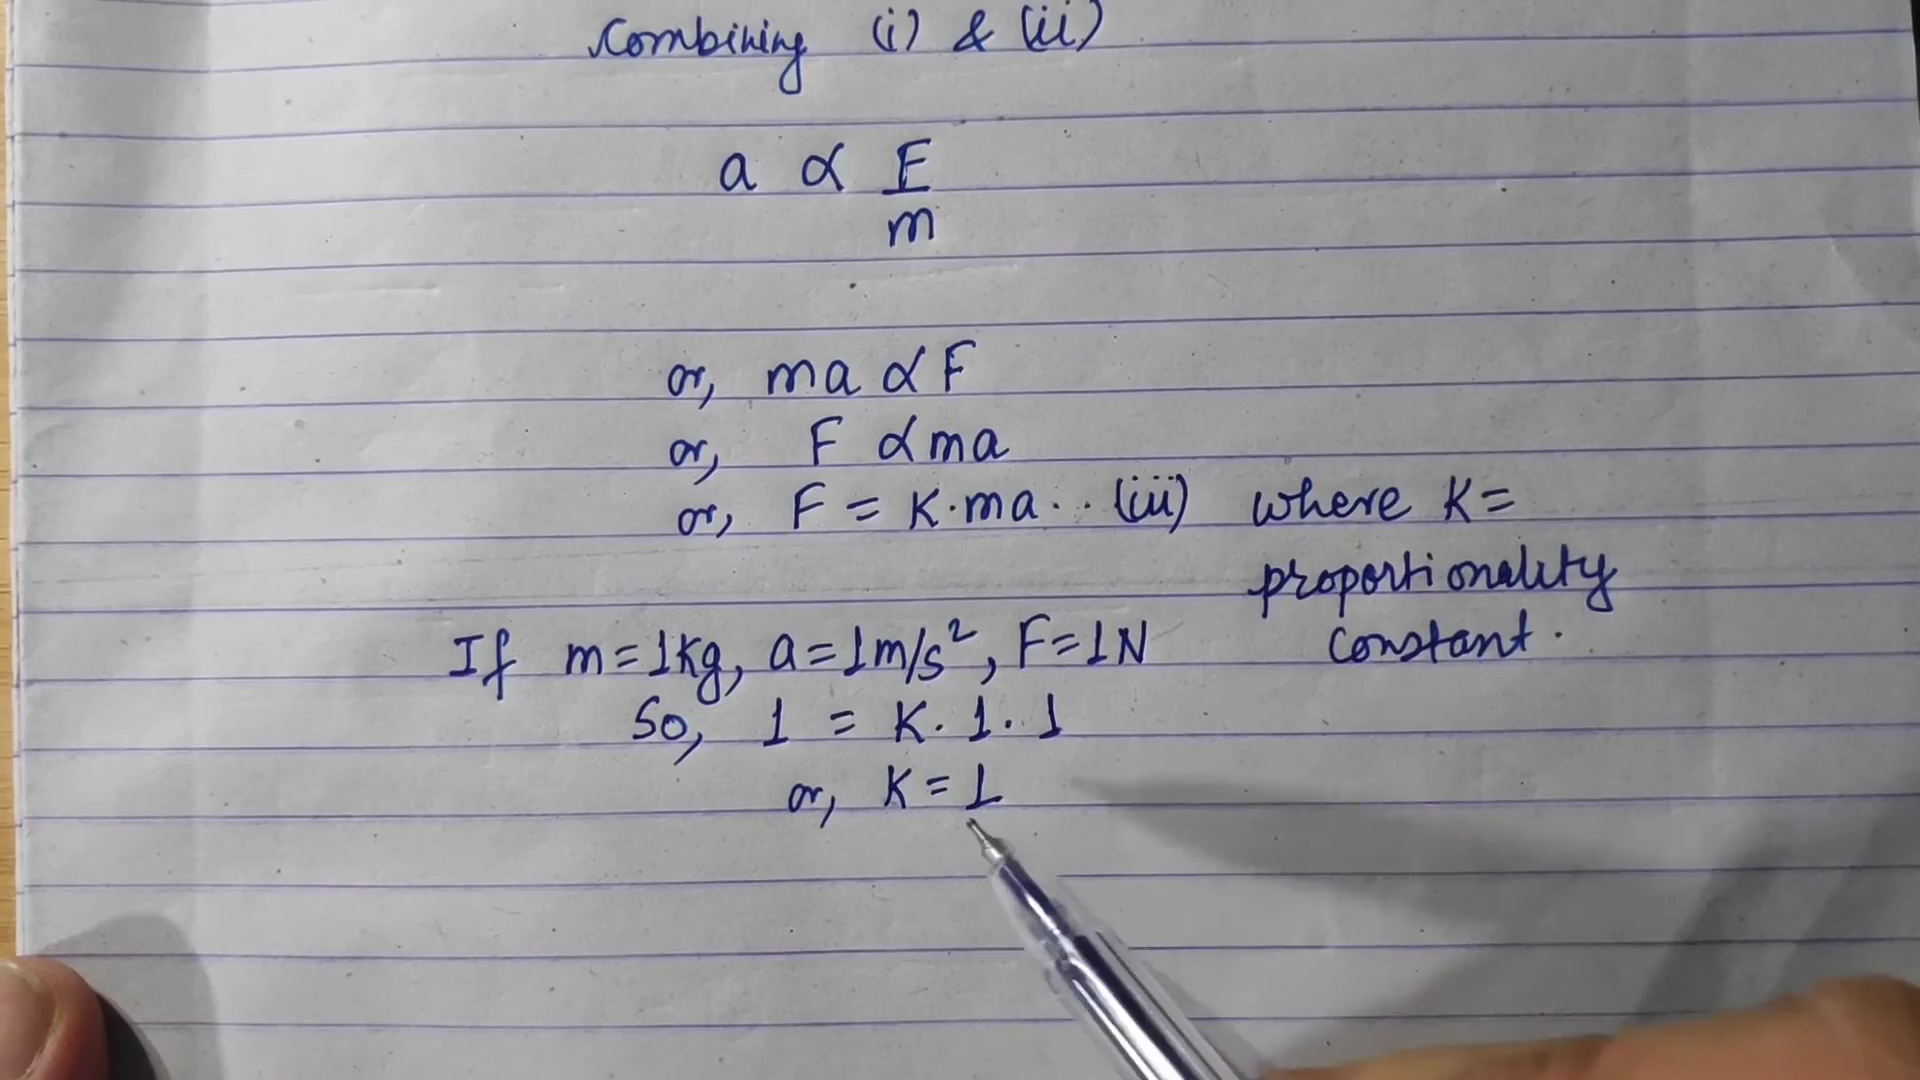 Combining (i) & (ii)
a ∝ F/m
or, ma ∝ F
or, F ∝ ma
or, F = K·ma... (iii) where K =
proportionality
constant.
If m=1kg, a=1m/s², F=1N
So, 1 = K·1·1
or, K=1